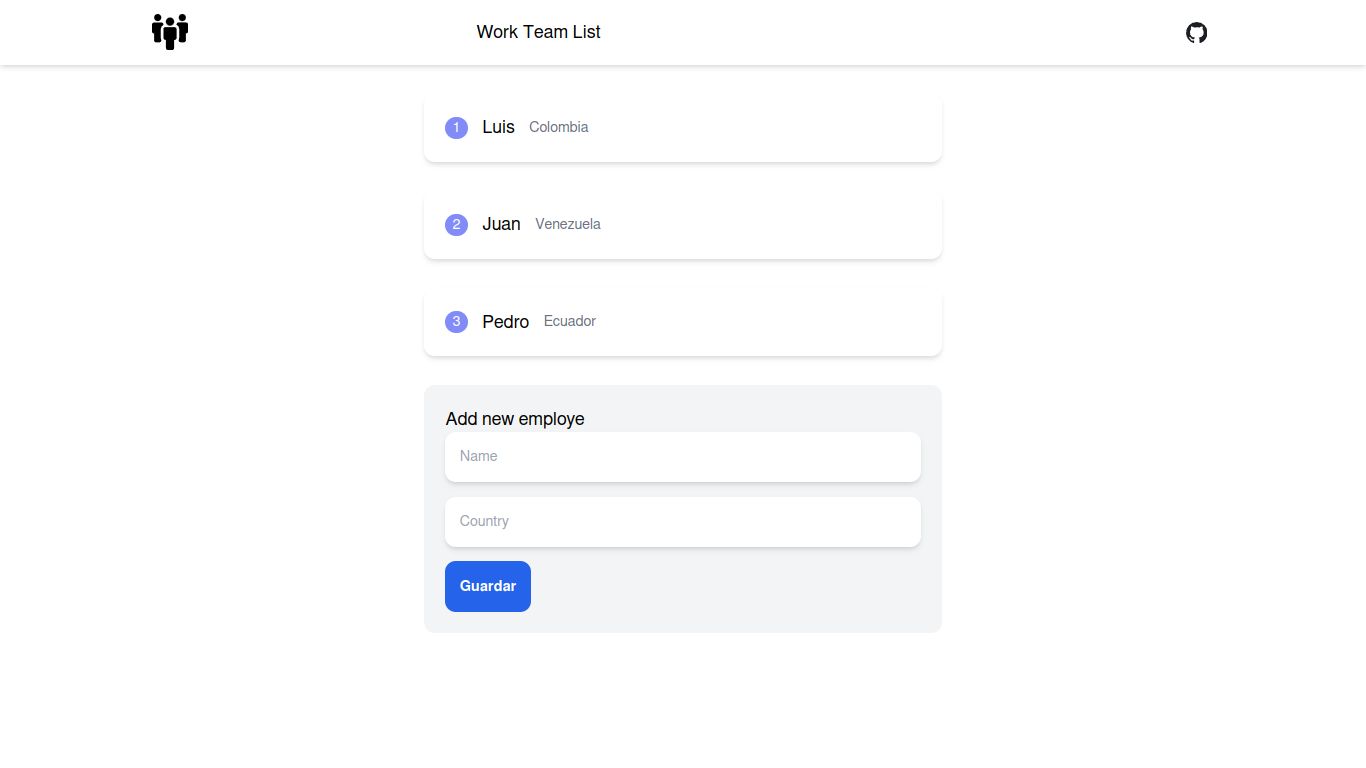 Work Team List
1 Luis Colombia
2 Juan Venezuela
3 Pedro Ecuador
Add new employe
Name
Country
Guardar